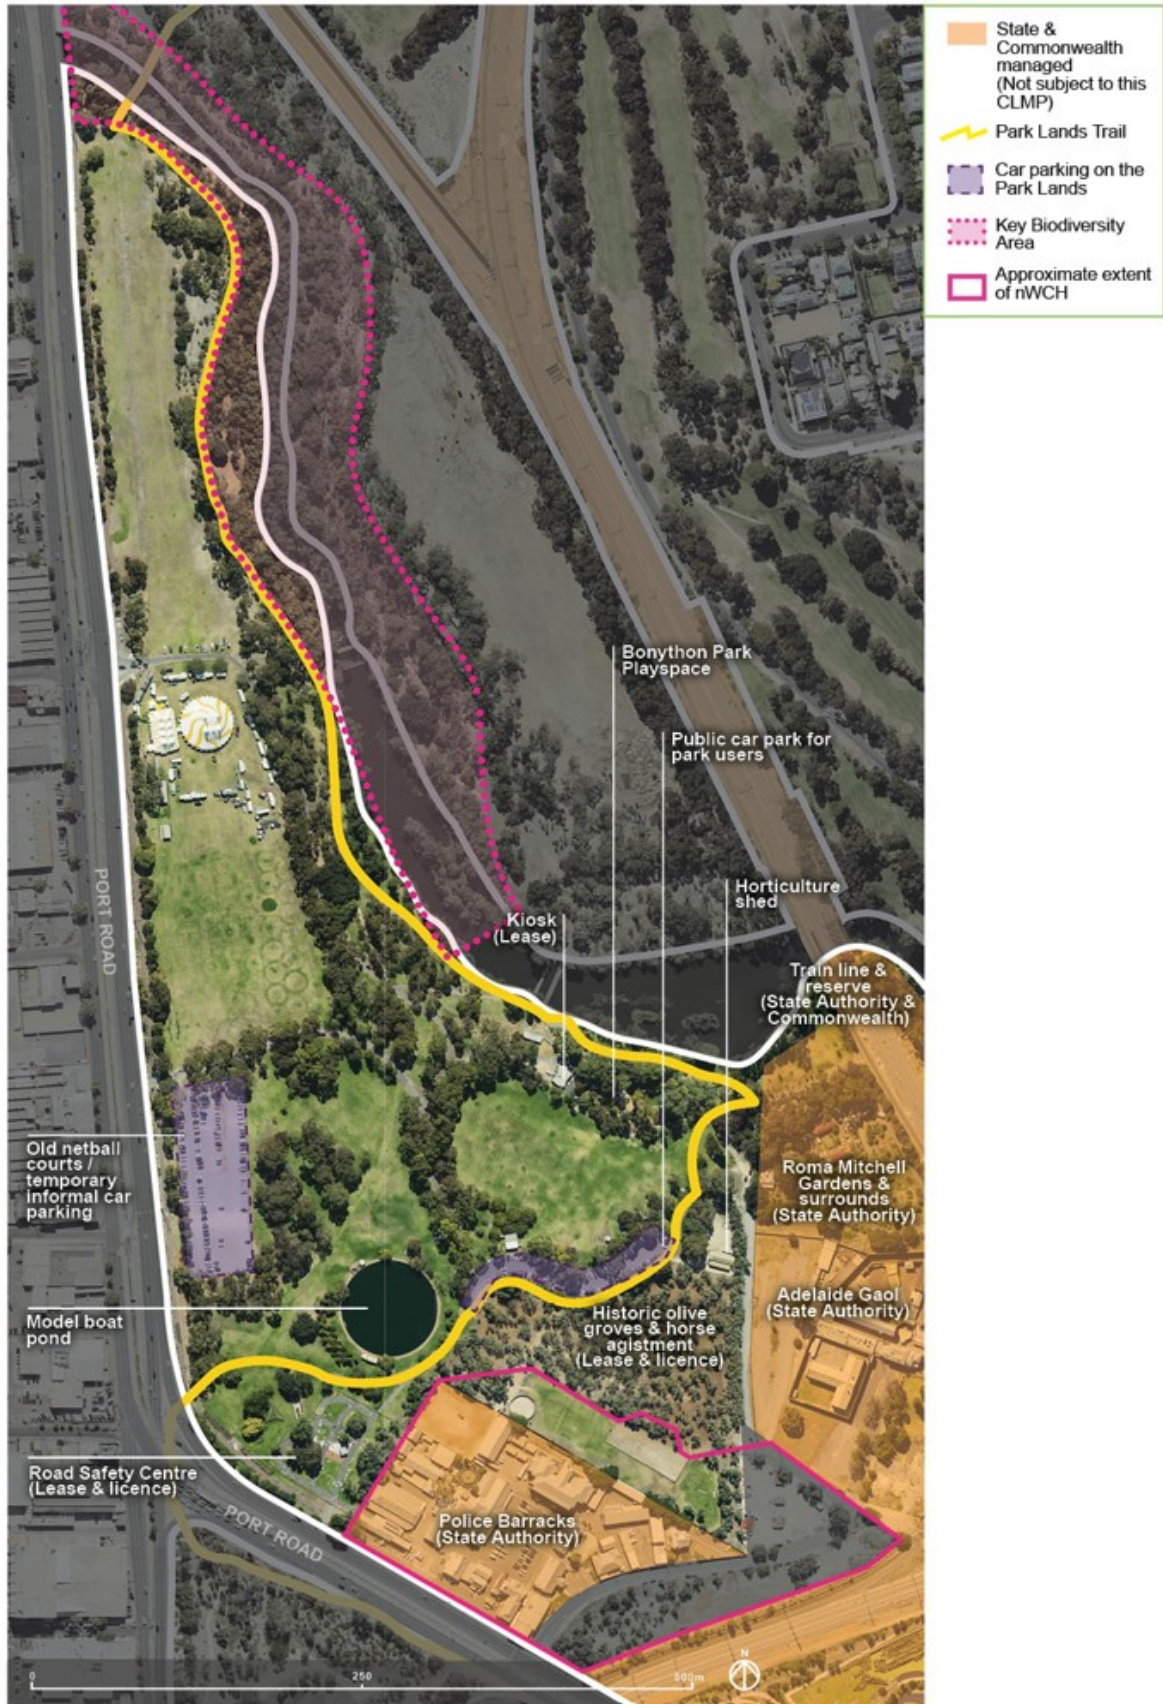 State &
Commonwealth
managed
(Not subject to this
CLMP)
Park Lands Trail
Car parking on the
Park Lands
Key Biodiversity
Area
Approximate extent
of nWCH
Bonython Park
Playspace
Public car park for
park users
PORT ROAD
Horticulture
shed
Kiosk
(Lease)
Train line &
reserve
(State Authority &
Commonwealth)
Old netball
courts /
temporary
informal car
parking
Roma Mitchell
Gardens &
surrounds
(State Authority)
Model boat
pond
Historic olive
groves & horse
agistment
(Lease & licence)
Adelaide Gaol
(State Authority)
Road Safety Centre
(Lease & licence)
PORT ROAD
Police Barracks
(State Authority)
N
0
250
500m